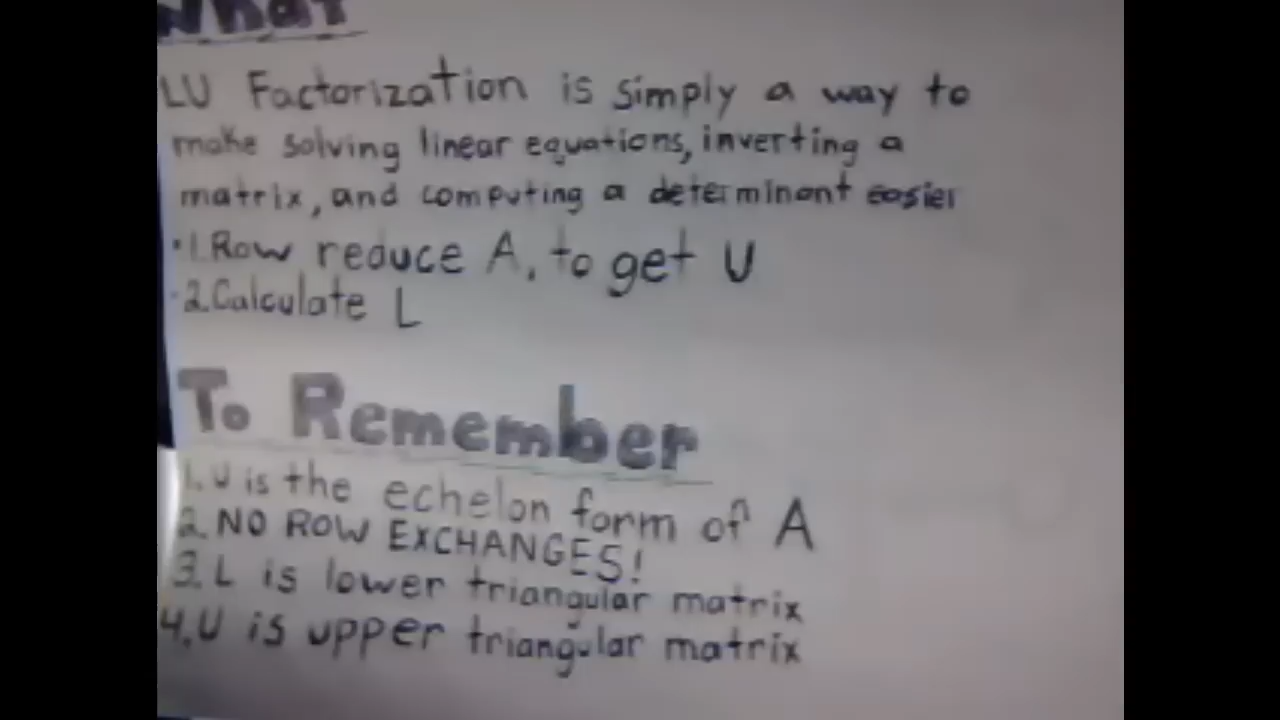 What
LU Factorization is simply a way to
make solving linear equations, inverting a
matrix, and computing a determinant easier
• 1. Row reduce A, to get U
• 2. Calculate L
To Remember
1. U is the echelon form of A
2. NO ROW EXCHANGES!
3. L is lower triangular matrix
4. U is upper triangular matrix